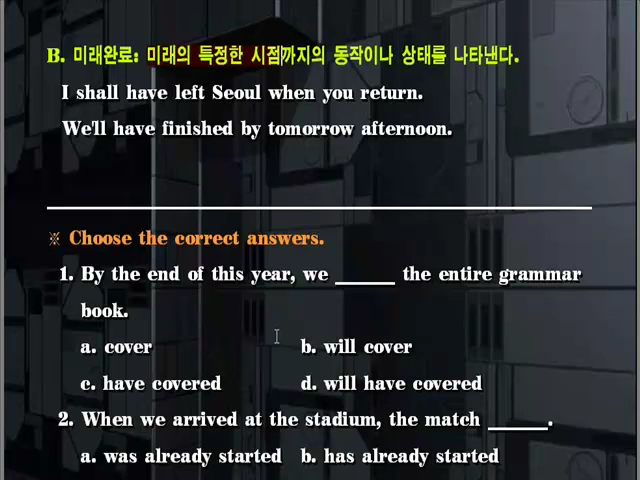 B. 미래완료: 미래의 특정한 시점까지의 동작이나 상태를 나타낸다.
I shall have left Seoul when you return.
We'll have finished by tomorrow afternoon.
※ Choose the correct answers.
1. By the end of this year, we ______ the entire grammar
book.
a. cover b. will cover
c. have covered d. will have covered
2. When we arrived at the stadium, the match ______.
a. was already started b. has already started